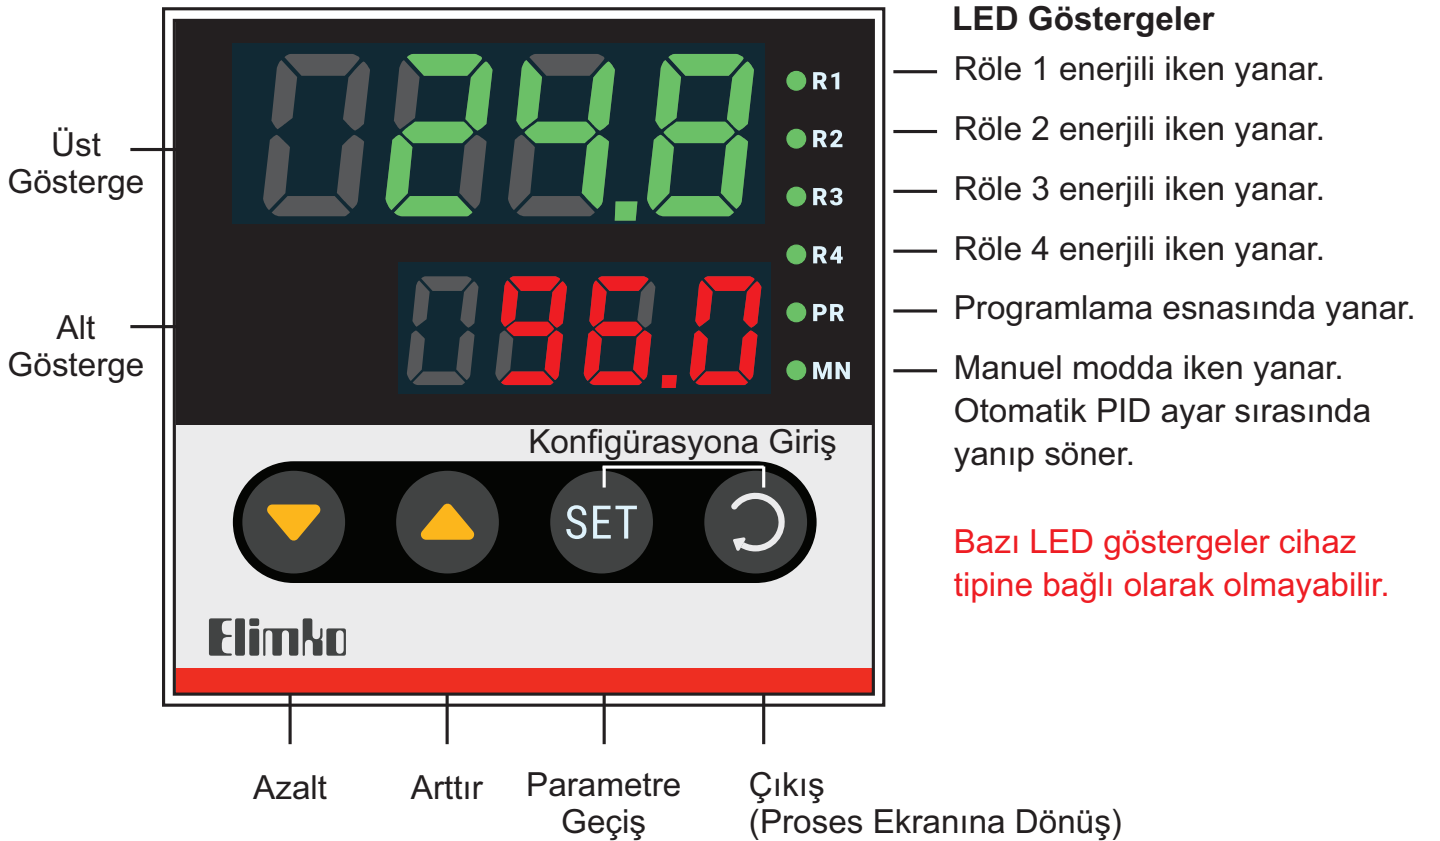 LED Göstergeler
24.8
96.0
R1
R2
R3
R4
PR
MN
Röle 1 enerjili iken yanar.
Röle 2 enerjili iken yanar.
Röle 3 enerjili iken yanar.
Röle 4 enerjili iken yanar.
Programlama esnasında yanar.
Manuel modda iken yanar.
Otomatik PID ayar sırasında
yanıp söner.
Bazı LED göstergeler cihaz
tipine bağlı olarak olmayabilir.
Üst
Gösterge
Alt
Gösterge
Konfigürasyona Giriş
SET
Elimko
Azalt
Arttır
Parametre
Geçiş
Çıkış
(Proses Ekranına Dönüş)